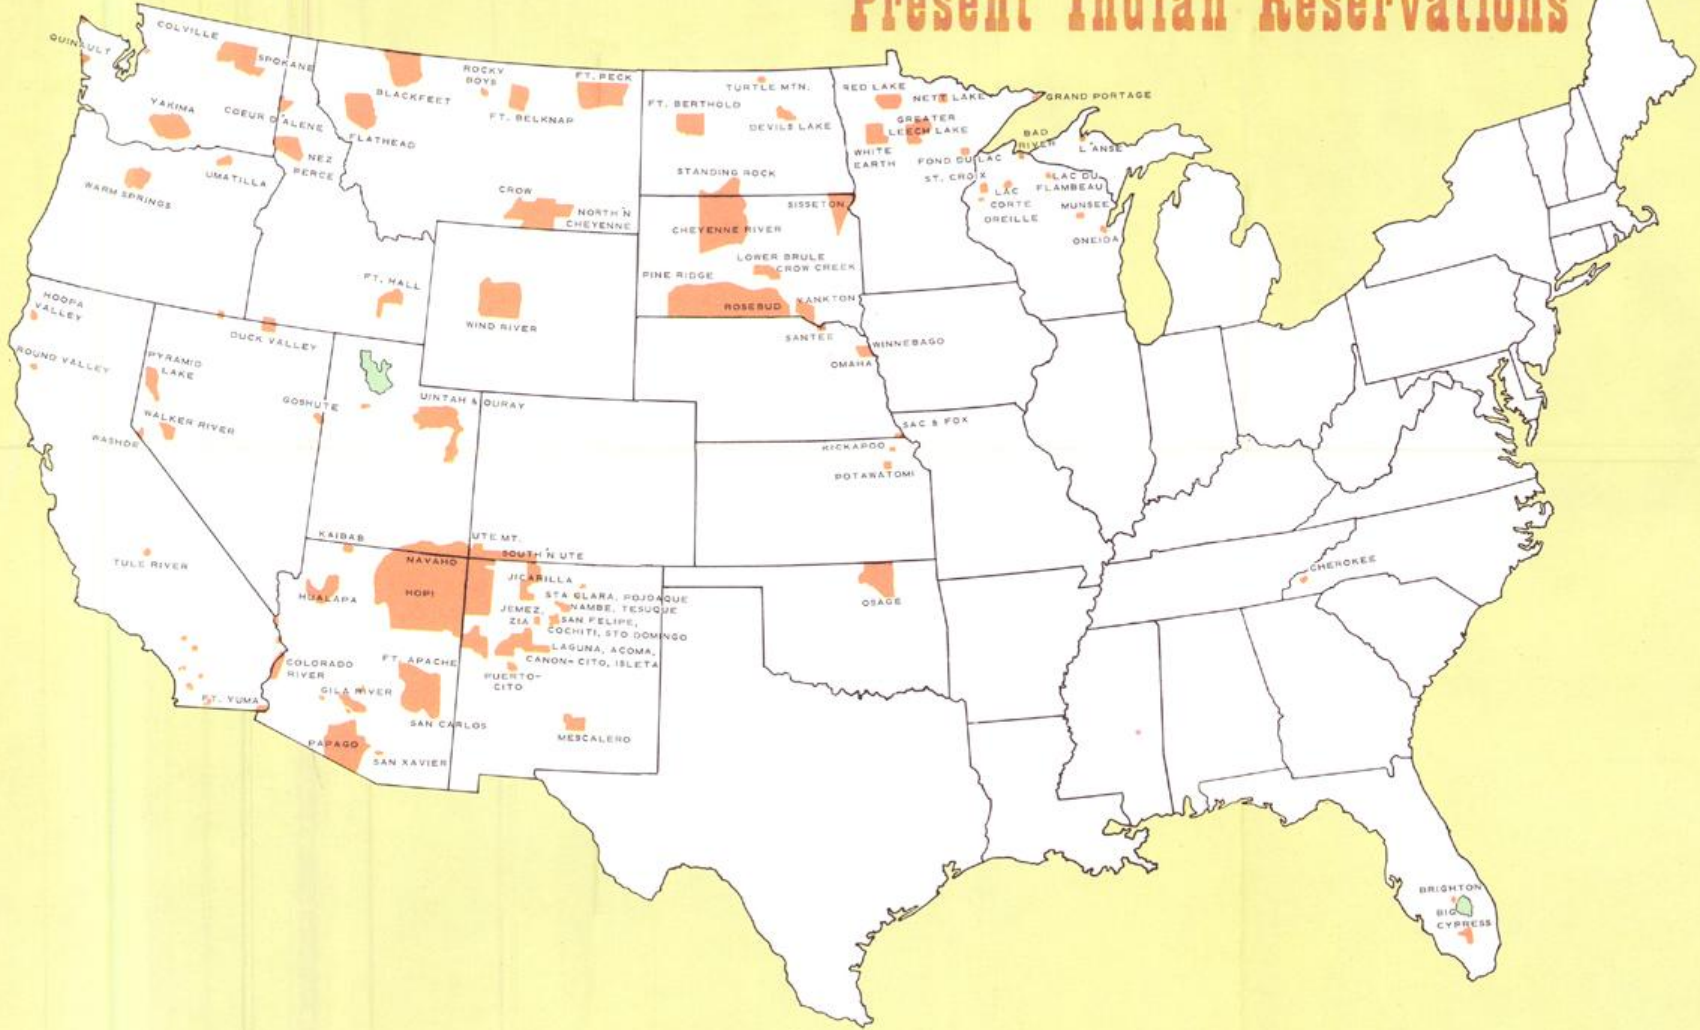 Present Indian Reservations
COLVILLE
QUINAULT
SPOKANE
YAKIMA
COEUR D'ALENE
NEZ
PERCE
UMATILLA
WARM SPRINGS
BLACKFEET
FLATHEAD
ROCKY
BOYS
FT. BELKNAP
FT. PECK
CROW
NORTH'N
CHEYENNE
FT. HALL
WIND RIVER
TURTLE MTN.
FT. BERTHOLD
DEVILS LAKE
STANDING ROCK
SISSETON
CHEYENNE RIVER
LOWER BRULE
CROW CREEK
PINE RIDGE
ROSEBUD
YANKTON
SANTEE
WINNEBAGO
OMAHA
RED LAKE
NETT LAKE
GRAND PORTAGE
GREATER
LEECH LAKE
WHITE
EARTH
FOND DU LAC
BAD
RIVER
L'ANSE
ST. CROIX
LAC DU
FLAMBEAU
LAC
CORTE
OREILLE
MUNSEE
ONEIDA
HOOPA
VALLEY
ROUND VALLEY
PYRAMID
LAKE
DUCK VALLEY
WALKER RIVER
WASHOE
GOSHUTE
UINTAH & OURAY
SAC & FOX
KICKAPOO
POTAWATOMI
TULE RIVER
KAIBAB
UTE MT.
SOUTH'N UTE
NAVAHO
HOPI
HUALAPA
JICARILLA
STA CLARA, POJOAQUE
NAMBE, TESUQUE
JEMEZ,
ZIA
SAN FELIPE,
COCHITI, STO DOMINGO
LAGUNA, ACOMA,
CANON-CITO, ISLETA
PUERTO-
CITO
COLORADO
RIVER
FT. APACHE
GILA RIVER
FT. YUMA
SAN CARLOS
PAPAGO
SAN XAVIER
MESCALERO
OSAGE
CHEROKEE
BRIGHTON
BIG
CYPRESS